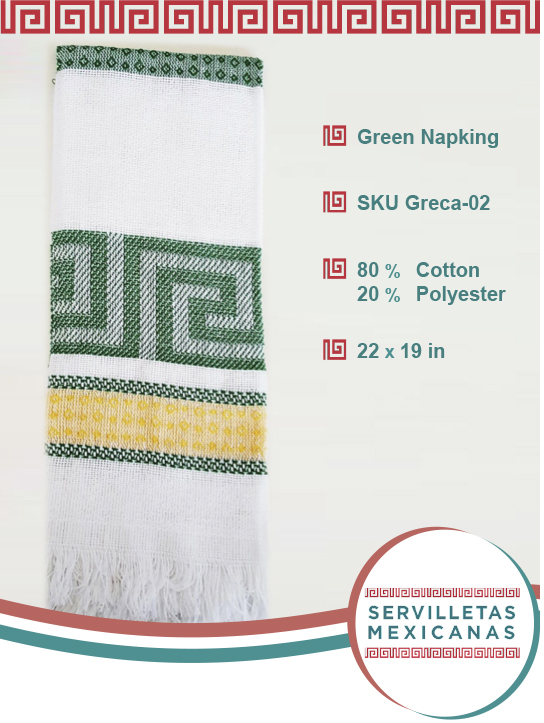 Green Napking
SKU Greca-02
80 % Cotton
20 % Polyester
22 x 19 in
SERVILLETAS
MEXICANAS